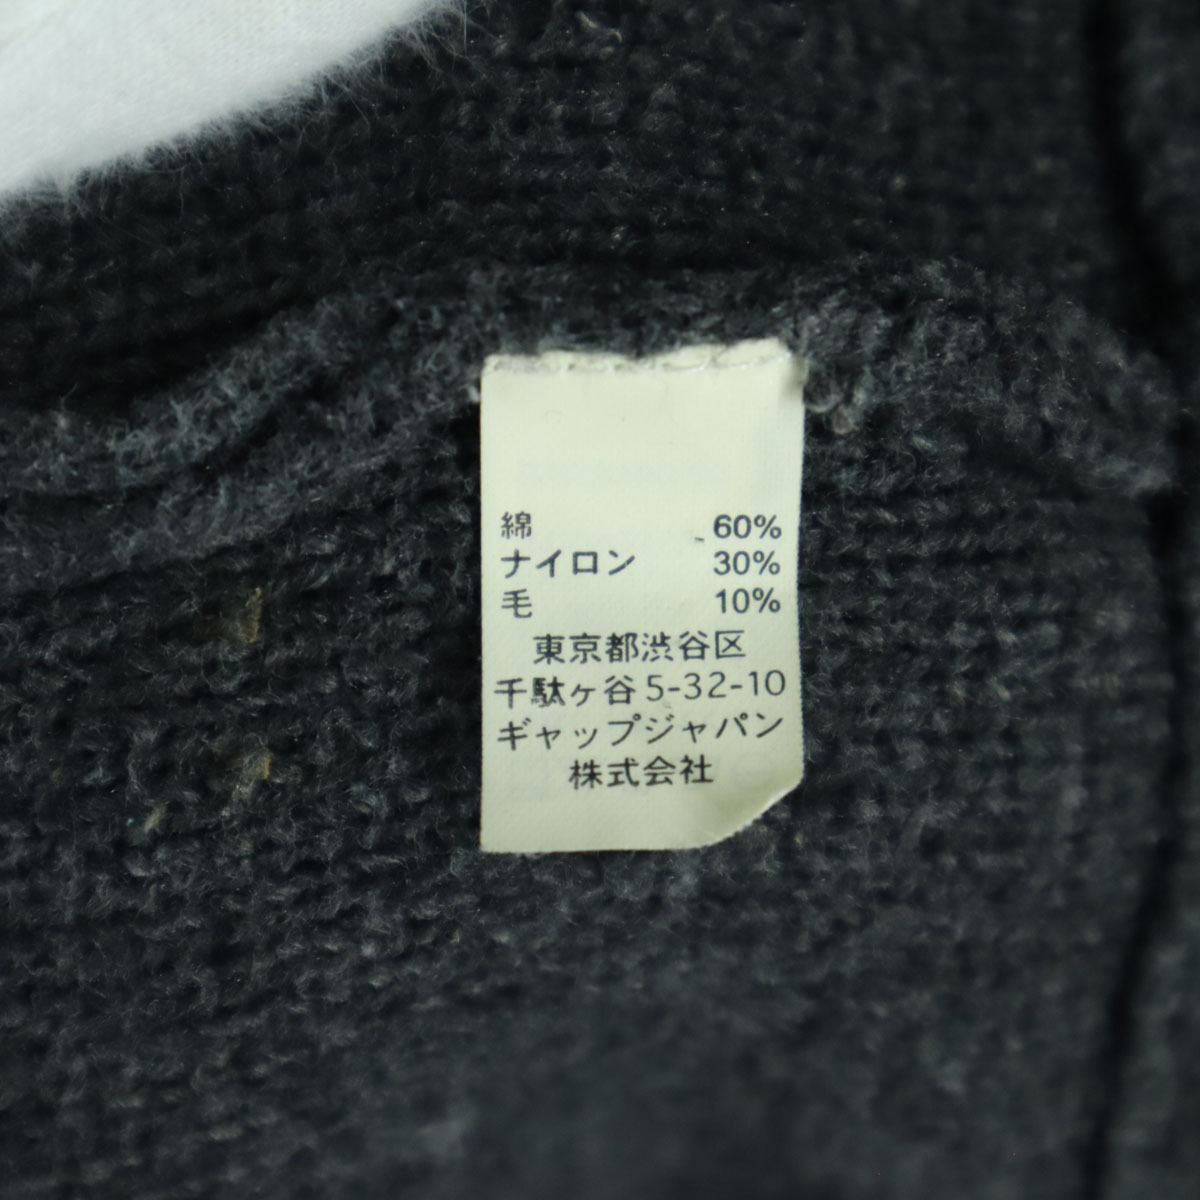 綿 60%
ナイロン 30%
毛 10%
東京都渋谷区
千駄ヶ谷5-32-10
ギャップジャパン
株式会社